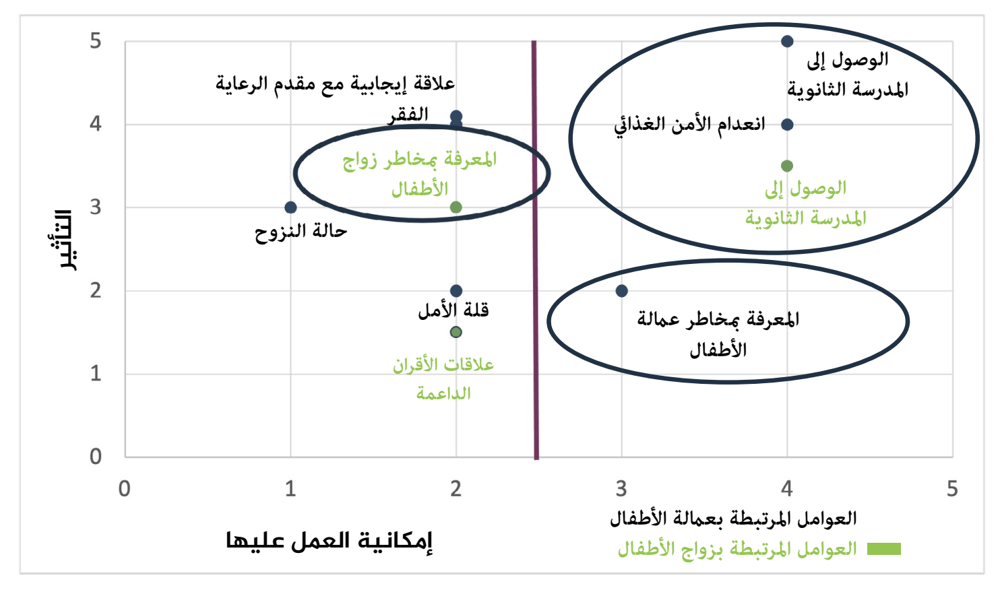 5
الوصول إلى
المدرسة الثانوية
علاقة إيجابية مع مقدم الرعاية
الفقر
4
انعدام الأمن الغذائي
المعرفة بمخاطر زواج
الأطفال
الوصول إلى
المدرسة الثانوية
3
حالة النزوح
التأثير
2
قلة الأمل
المعرفة بمخاطر عمالة
الأطفال
علاقات الأقران
الداعمة
1
0
0 1 2 3 4 5
إمكانية العمل عليها
العوامل المرتبطة بعمالة الأطفال
العوامل المرتبطة بزواج الأطفال